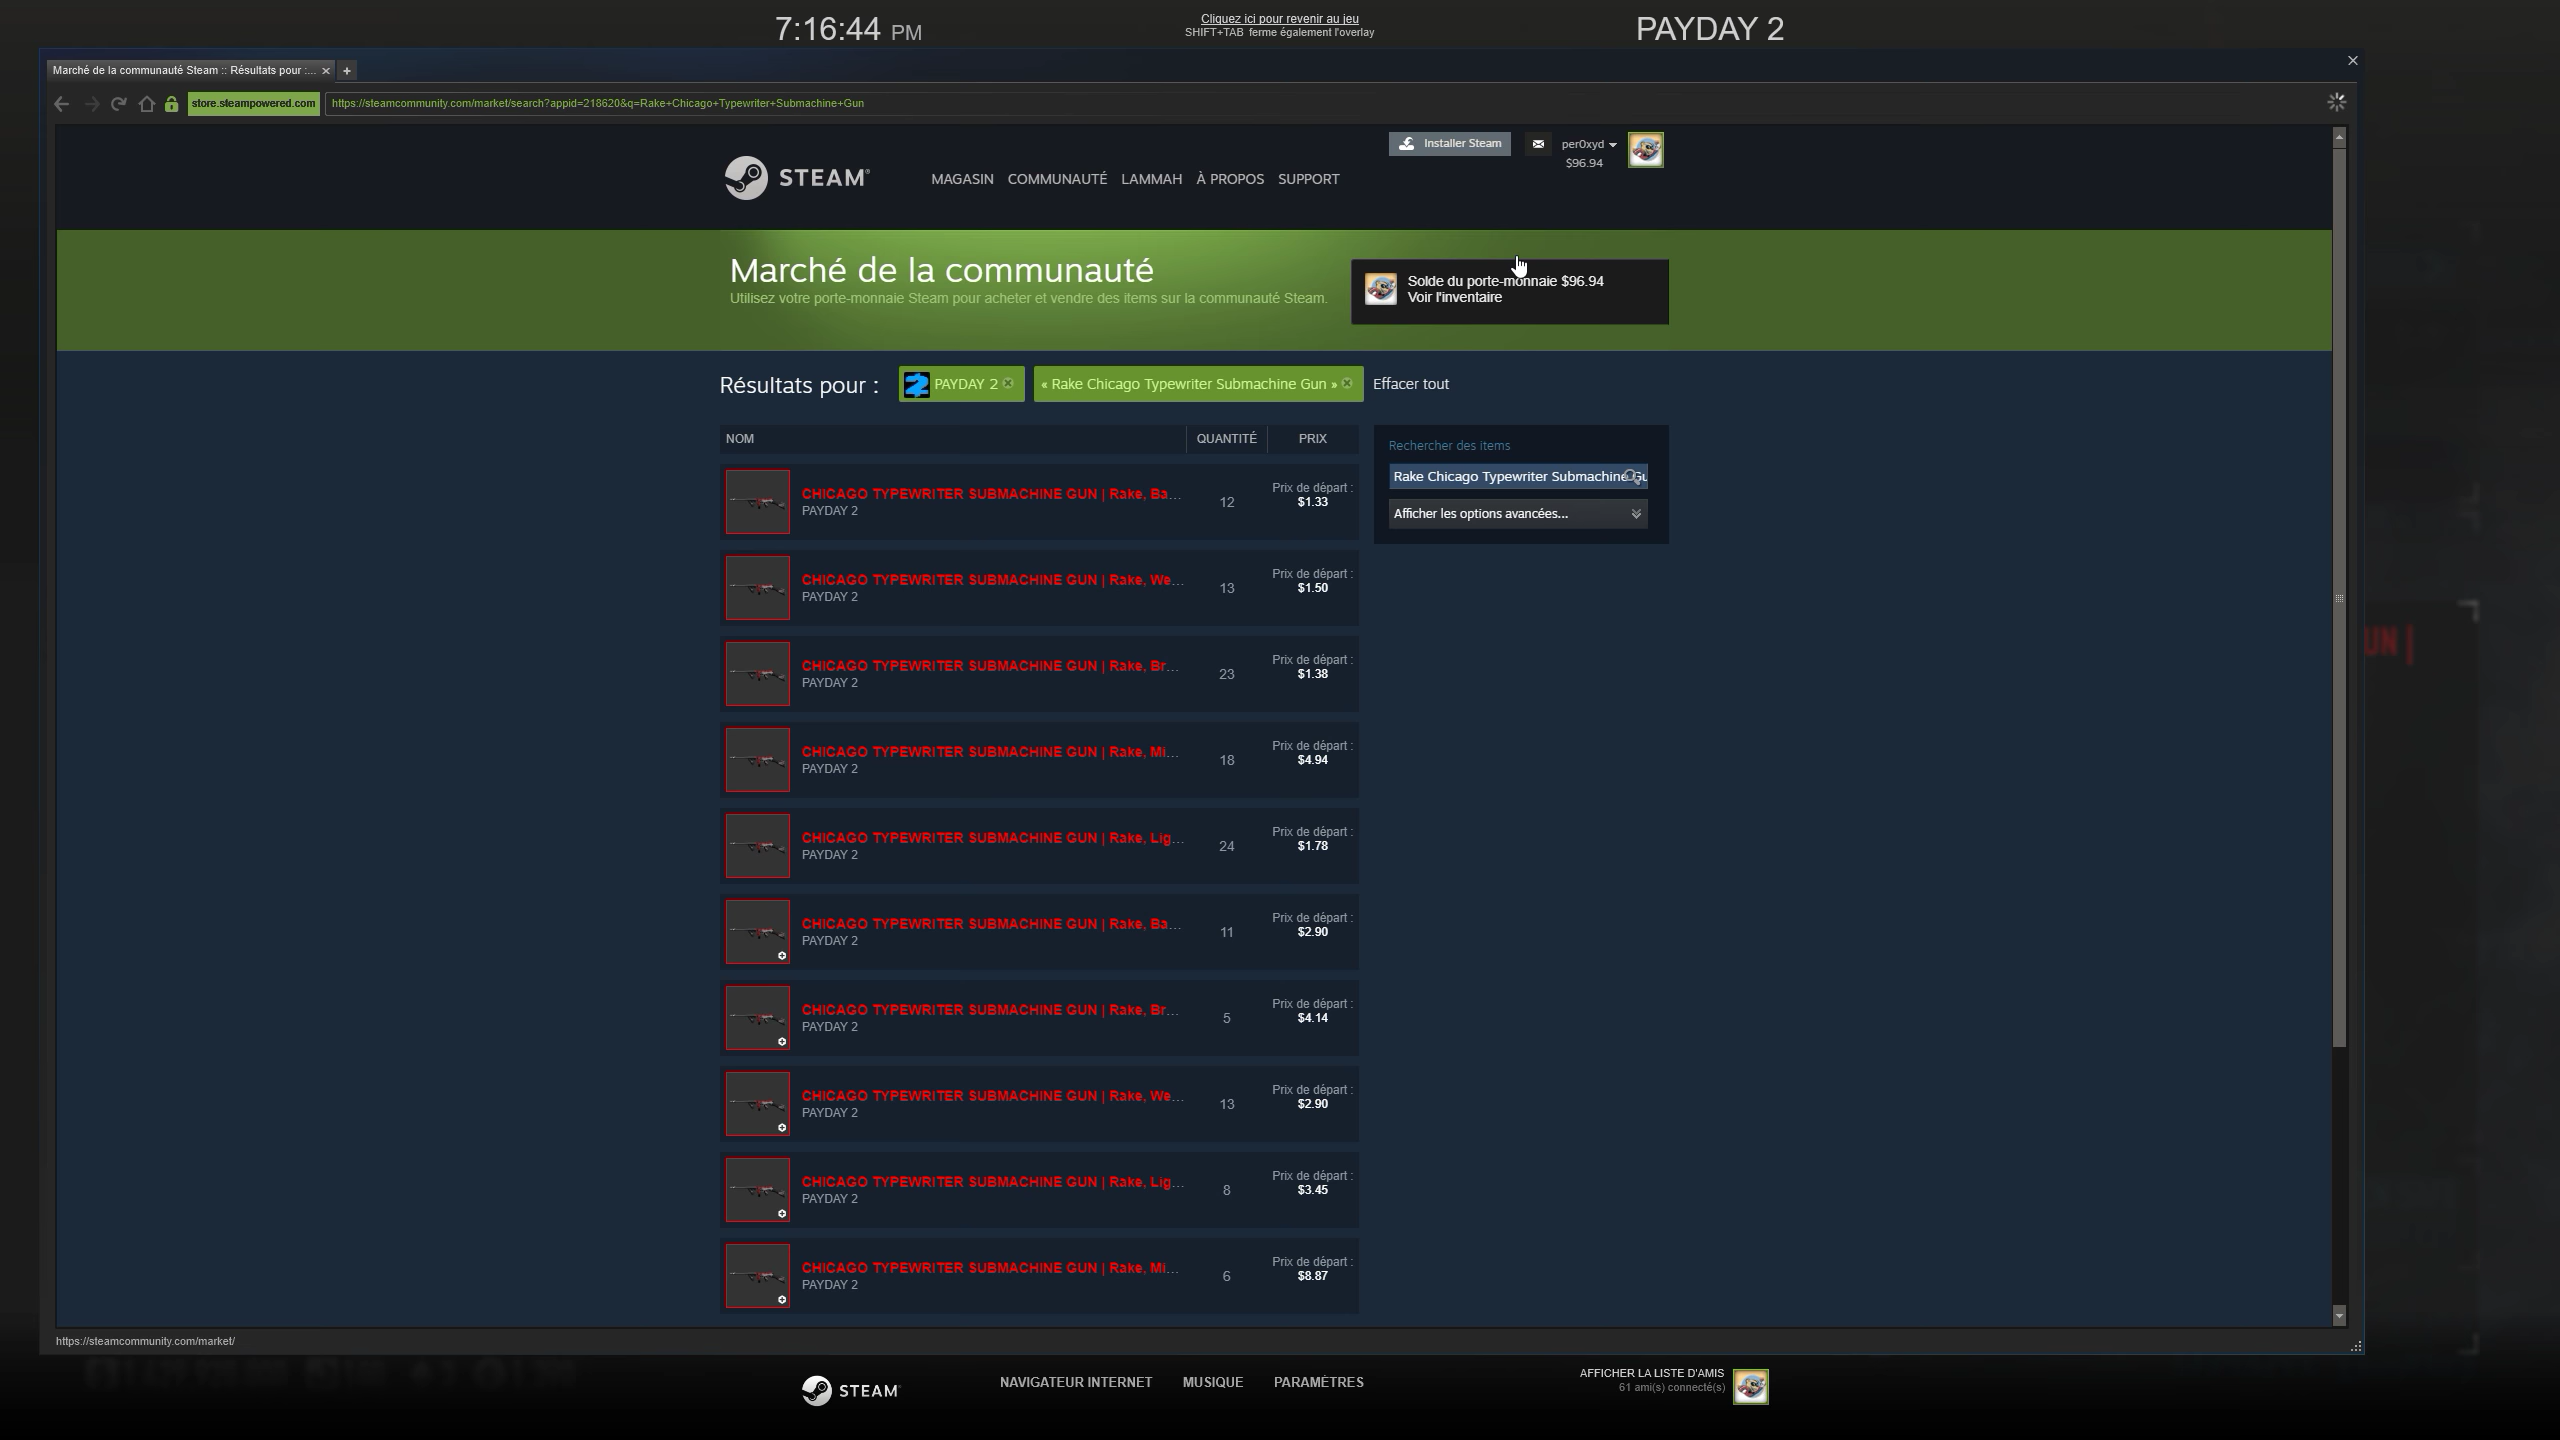 7:16:44 PM
Cliquez ici pour revenir au jeu
SHIFT+TAB ferme également l'overlay
PAYDAY 2
Marché de la communauté Steam :: Résultats pour :...
store.steampowered.com
https://steamcommunity.com/market/search?appid=218620&q=Rake+Chicago+Typewriter+Submachine+Gun
Installer Steam
per0xyd
$96.94
STEAM
MAGASIN COMMUNAUTÉ LAMMAH À PROPOS SUPPORT
Marché de la communauté
Utilisez votre porte-monnaie Steam pour acheter et vendre des items sur la communauté Steam.
Solde du porte-monnaie $96.94
Voir l'inventaire
Résultats pour :
PAYDAY 2
« Rake Chicago Typewriter Submachine Gun »
Effacer tout
NOM QUANTITÉ PRIX
CHICAGO TYPEWRITER SUBMACHINE GUN | Rake, Ba...
PAYDAY 2
12
Prix de départ :
$1.33
CHICAGO TYPEWRITER SUBMACHINE GUN | Rake, We...
PAYDAY 2
13
Prix de départ :
$1.50
CHICAGO TYPEWRITER SUBMACHINE GUN | Rake, Br...
PAYDAY 2
23
Prix de départ :
$1.38
CHICAGO TYPEWRITER SUBMACHINE GUN | Rake, Mi...
PAYDAY 2
18
Prix de départ :
$4.94
CHICAGO TYPEWRITER SUBMACHINE GUN | Rake, Lig...
PAYDAY 2
24
Prix de départ :
$1.78
CHICAGO TYPEWRITER SUBMACHINE GUN | Rake, Ba...
PAYDAY 2
11
Prix de départ :
$2.90
CHICAGO TYPEWRITER SUBMACHINE GUN | Rake, Br...
PAYDAY 2
5
Prix de départ :
$4.14
CHICAGO TYPEWRITER SUBMACHINE GUN | Rake, We...
PAYDAY 2
13
Prix de départ :
$2.90
CHICAGO TYPEWRITER SUBMACHINE GUN | Rake, Lig...
PAYDAY 2
8
Prix de départ :
$3.45
CHICAGO TYPEWRITER SUBMACHINE GUN | Rake, Mi...
PAYDAY 2
6
Prix de départ :
$8.87
Rechercher des items
Rake Chicago Typewriter Submachine Gu
Afficher les options avancées...
UN |
https://steamcommunity.com/market/
STEAM
NAVIGATEUR INTERNET MUSIQUE PARAMÈTRES
AFFICHER LA LISTE D'AMIS
61 ami(s) connecté(s)